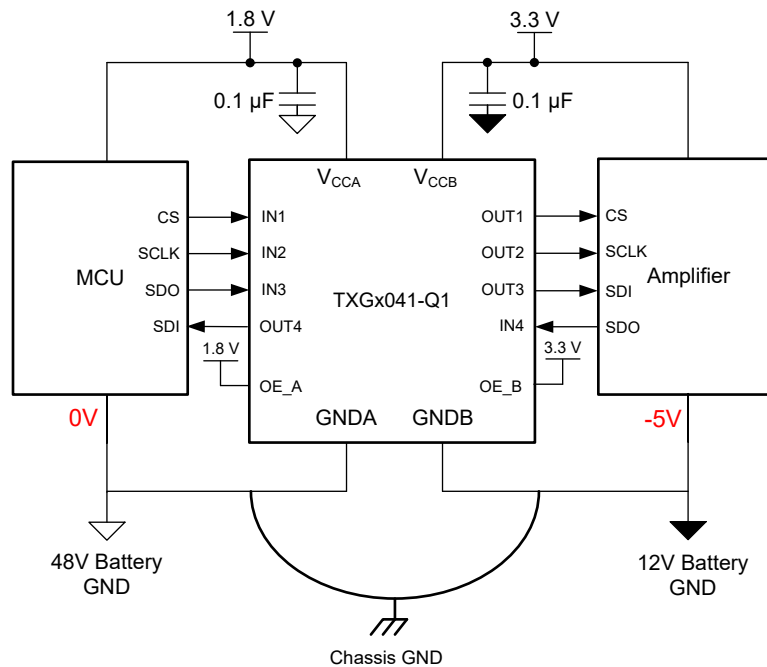 1.8 V
3.3 V
0.1 µF
0.1 µF
VCCA
VCCB
CS
IN1
OUT1
CS
SCLK
IN2
OUT2
SCLK
MCU
TXGx041-Q1
Amplifier
SDO
IN3
OUT3
SDI
SDI
OUT4
IN4
SDO
1.8 V
3.3 V
OE_A
OE_B
GNDA
GNDB
0V
-5V
48V Battery
GND
12V Battery
GND
Chassis GND